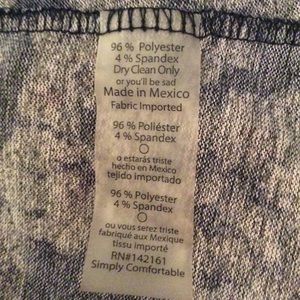 96 % Polyester
4 % Spandex
Dry Clean Only
or you'll be sad
Made in Mexico
Fabric Imported
96 % Poliéster
4 % Spandex
o estarás triste
hecho en Mexico
tejido importado
96 % Polyester
4 % Spandex
ou vous serez triste
fabriqué aux Mexique
tissu importé
RN#142161
Simply Comfortable